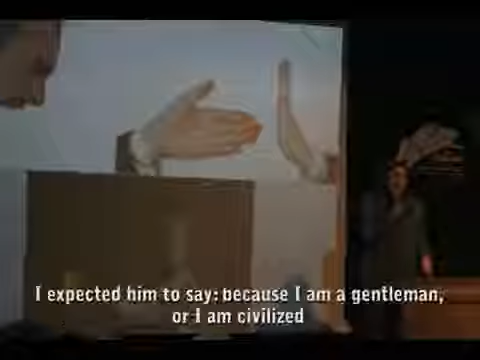 I expected him to say: because I am a gentleman,
or I am civilized